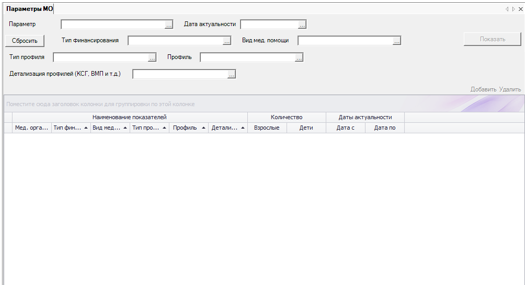 Параметры МО
Параметр Дата актуальности
Сбросить Тип финансирования Вид мед. помощи Показать
Тип профиля Профиль
Детализация профилей (КСГ, ВМП и т.д.)
Добавить Удалить
Поместите сюда заголовок колонки для группировки по этой колонке
Наименование показателей Количество Даты актуальности
Мед. орга... Тип фин... Вид мед... Тип про... Профиль Детали... Взрослые Дети Дата с Дата по